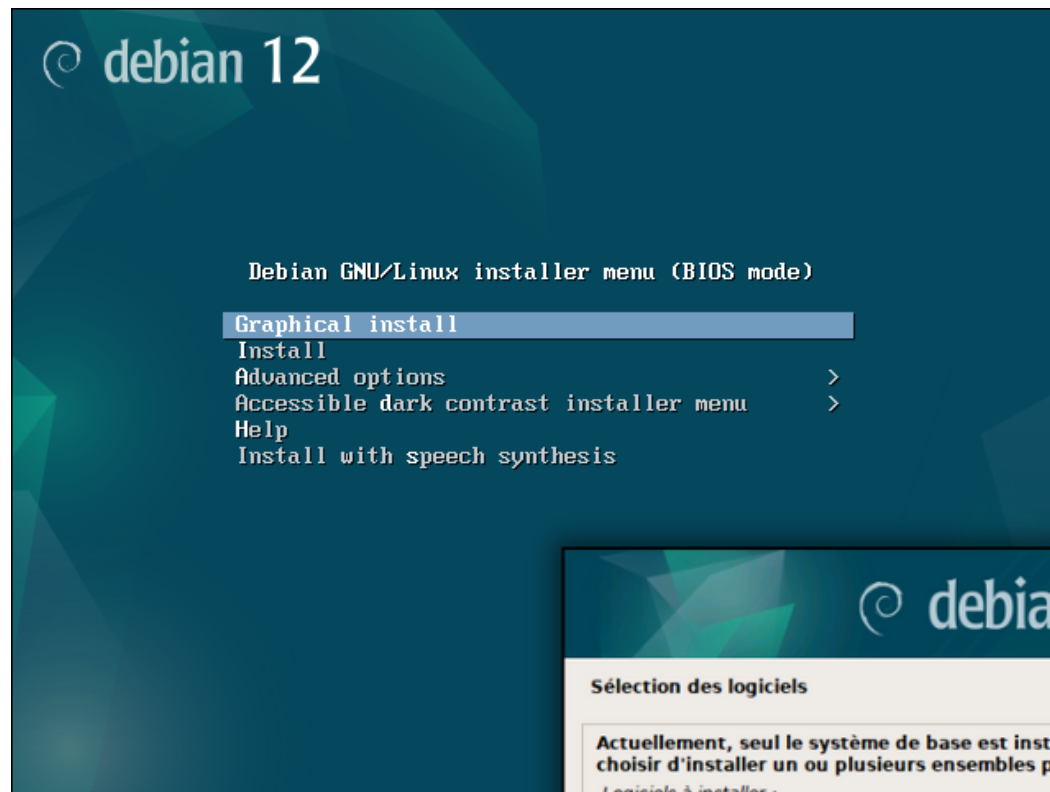 debian 12
Debian GNU/Linux installer menu (BIOS mode)
Graphical install
Install
Advanced options >
Accessible dark contrast installer menu >
Help
Install with speech synthesis
debia
Sélection des logiciels
Actuellement, seul le système de base est inst
choisir d'installer un ou plusieurs ensembles p
Logiciels à installer :